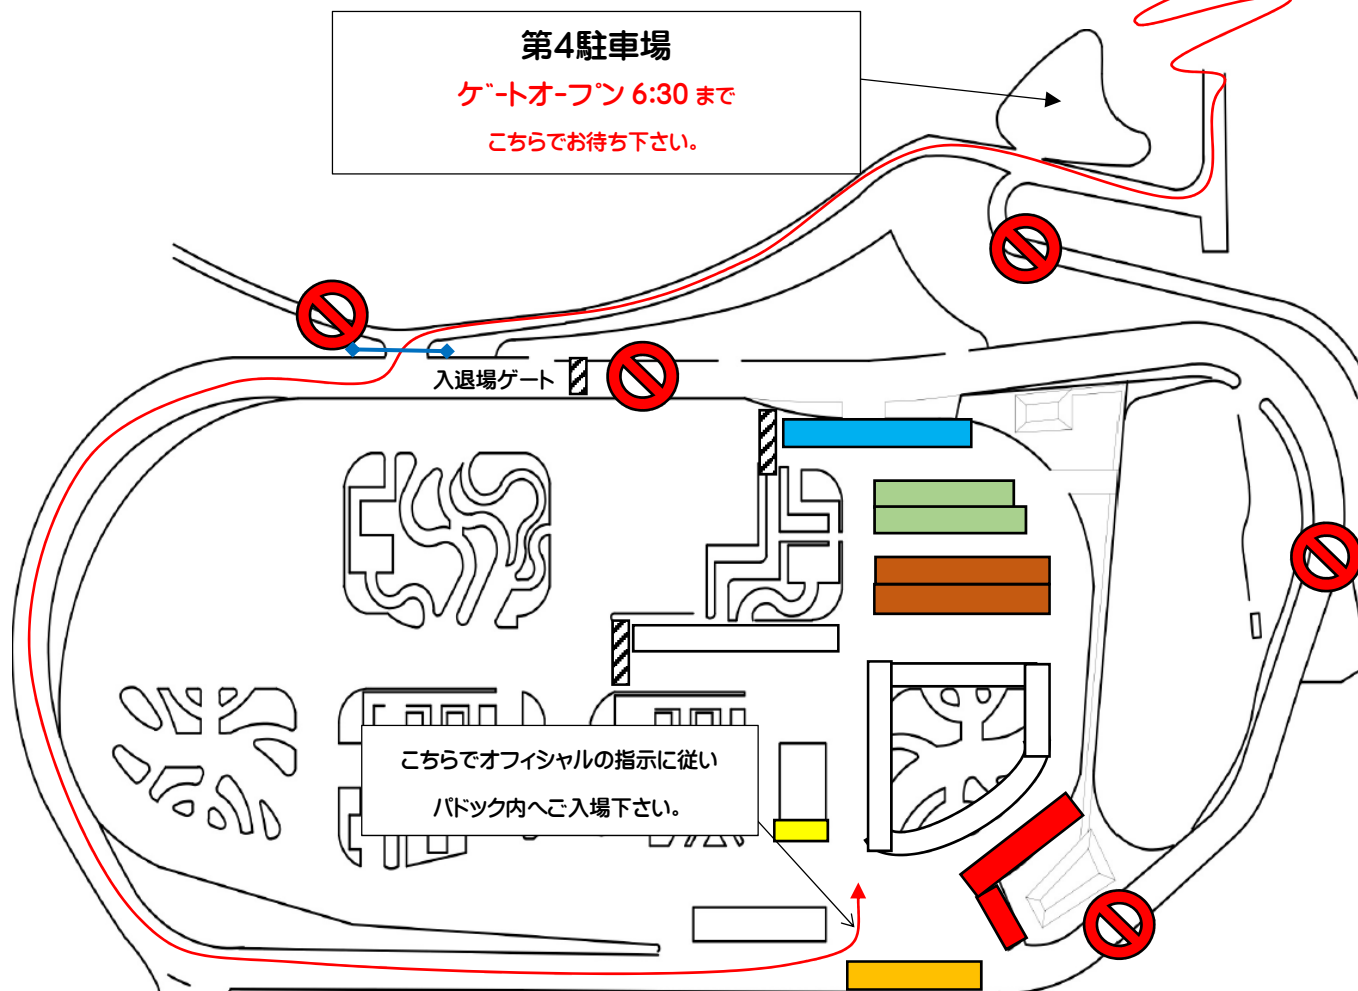 第4駐車場
ゲートオープン 6:30 まで
こちらでお待ち下さい。
入退場ゲート
こちらでオフィシャルの指示に従い
パドック内へご入場下さい。